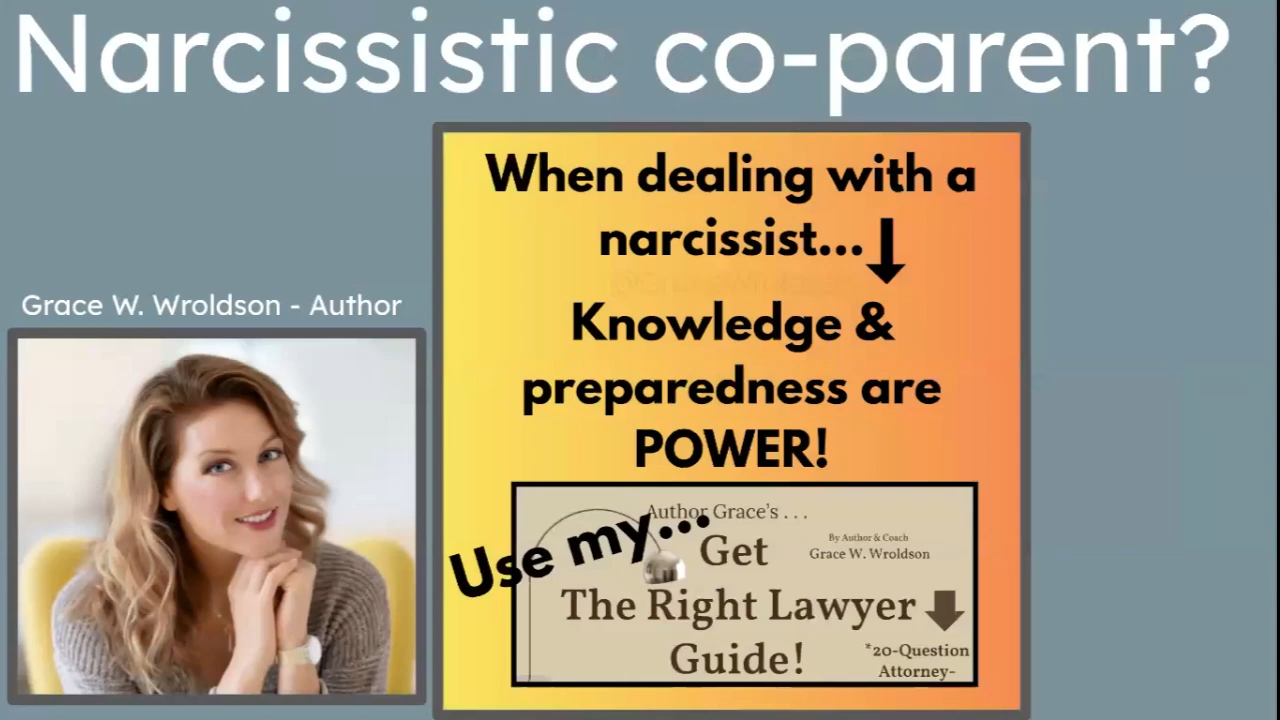 Narcissistic co-parent?
When dealing with a
narcissist...
Knowledge &
preparedness are
POWER!
Grace W. Wroldson - Author
Use my...
Author Grace's . . .
By Author & Coach
Grace W. Wroldson
Get
The Right Lawyer
Guide!
*20-Question
Attorney-